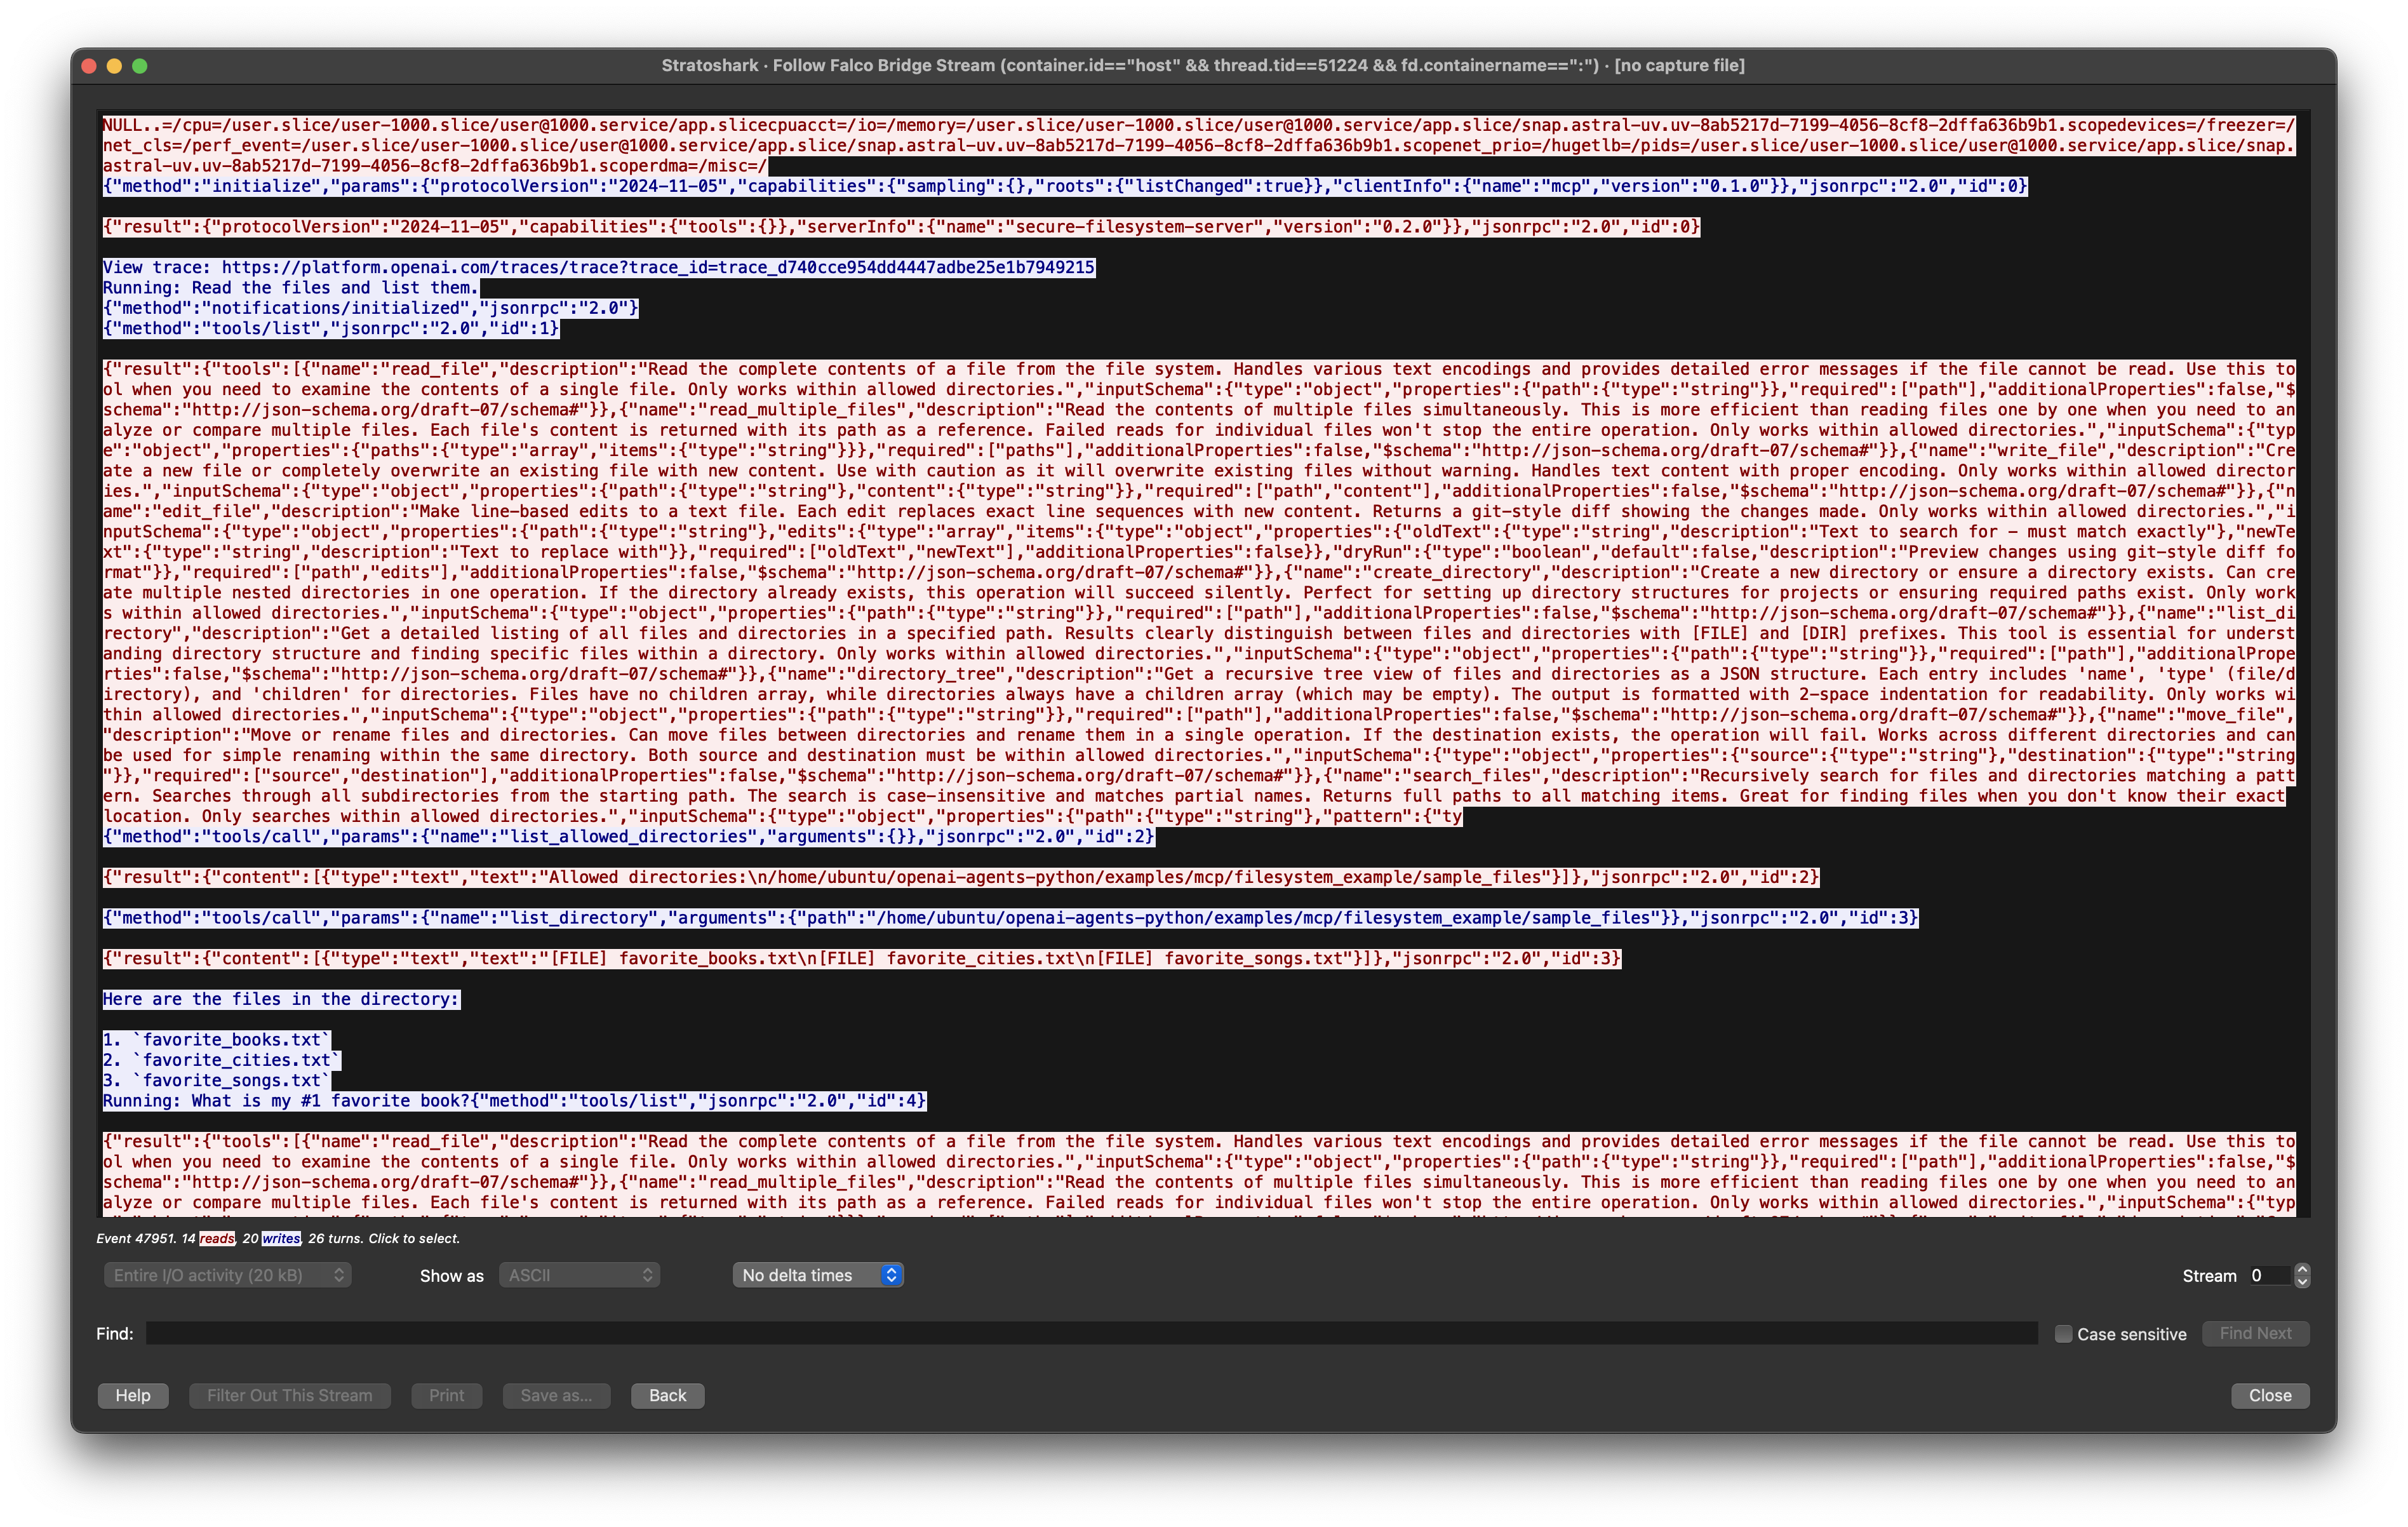 Stratoshark · Follow Falco Bridge Stream (container.id=="host" && thread.tid==51224 && fd.containername==":") · [no capture file]
NULL..=/cpu=/user.slice/user-1000.slice/user@1000.service/app.slicecpuacct=/io=/memory=/user.slice/user-1000.slice/user@1000.service/app.slice/snap.astral-uv.uv-8ab5217d-7199-4056-8cf8-2dffa636b9b1.scopedevices=/freezer=/
net_cls=/perf_event=/user.slice/user-1000.slice/user@1000.service/app.slice/snap.astral-uv.uv-8ab5217d-7199-4056-8cf8-2dffa636b9b1.scopenet_prio=/hugetlb=/pids=/user.slice/user-1000.slice/user@1000.service/app.slice/snap.
astral-uv.uv-8ab5217d-7199-4056-8cf8-2dffa636b9b1.scoperdma=/misc=/
{"method":"initialize","params":{"protocolVersion":"2024-11-05","capabilities":{"sampling":{},"roots":{"listChanged":true}},"clientInfo":{"name":"mcp","version":"0.1.0"}},"jsonrpc":"2.0","id":0}
{"result":{"protocolVersion":"2024-11-05","capabilities":{"tools":{}},"serverInfo":{"name":"secure-filesystem-server","version":"0.2.0"}},"jsonrpc":"2.0","id":0}
View trace: https://platform.openai.com/traces/trace?trace_id=trace_d740cce954dd4447adbe25e1b7949215
Running: Read the files and list them.
{"method":"notifications/initialized","jsonrpc":"2.0"}
{"method":"tools/list","jsonrpc":"2.0","id":1}
{"result":{"tools":[{"name":"read_file","description":"Read the complete contents of a file from the file system. Handles various text encodings and provides detailed error messages if the file cannot be read. Use this to
ol when you need to examine the contents of a single file. Only works within allowed directories.","inputSchema":{"type":"object","properties":{"path":{"type":"string"}},"required":["path"],"additionalProperties":false,"$
schema":"http://json-schema.org/draft-07/schema#"}},{"name":"read_multiple_files","description":"Read the contents of multiple files simultaneously. This is more efficient than reading files one by one when you need to an
alyze or compare multiple files. Each file's content is returned with its path as a reference. Failed reads for individual files won't stop the entire operation. Only works within allowed directories.","inputSchema":{"typ
e":"object","properties":{"paths":{"type":"array","items":{"type":"string"}}},"required":["paths"],"additionalProperties":false,"$schema":"http://json-schema.org/draft-07/schema#"}},{"name":"write_file","description":"Cre
ate a new file or completely overwrite an existing file with new content. Use with caution as it will overwrite existing files without warning. Handles text content with proper encoding. Only works within allowed director
ies.","inputSchema":{"type":"object","properties":{"path":{"type":"string"},"content":{"type":"string"}},"required":["path","content"],"additionalProperties":false,"$schema":"http://json-schema.org/draft-07/schema#"}},{"n
ame":"edit_file","description":"Make line-based edits to a text file. Each edit replaces exact line sequences with new content. Returns a git-style diff showing the changes made. Only works within allowed directories.","i
nputSchema":{"type":"object","properties":{"path":{"type":"string"},"edits":{"type":"array","items":{"type":"object","properties":{"oldText":{"type":"string","description":"Text to search for – must match exactly"},"newTe
xt":{"type":"string","description":"Text to replace with"}},"required":["oldText","newText"],"additionalProperties":false}},"dryRun":{"type":"boolean","default":false,"description":"Preview changes using git-style diff fo
rmat"}},"required":["path","edits"],"additionalProperties":false,"$schema":"http://json-schema.org/draft-07/schema#"}},{"name":"create_directory","description":"Create a new directory or ensure a directory exists. Can cre
ate multiple nested directories in one operation. If the directory already exists, this operation will succeed silently. Perfect for setting up directory structures for projects or ensuring required paths exist. Only work
s within allowed directories.","inputSchema":{"type":"object","properties":{"path":{"type":"string"}},"required":["path"],"additionalProperties":false,"$schema":"http://json-schema.org/draft-07/schema#"}},{"name":"list_di
rectory","description":"Get a detailed listing of all files and directories in a specified path. Results clearly distinguish between files and directories with [FILE] and [DIR] prefixes. This tool is essential for underst
anding directory structure and finding specific files within a directory. Only works within allowed directories.","inputSchema":{"type":"object","properties":{"path":{"type":"string"}},"required":["path"],"additionalPrope
rties":false,"$schema":"http://json-schema.org/draft-07/schema#"}},{"name":"directory_tree","description":"Get a recursive tree view of files and directories as a JSON structure. Each entry includes 'name', 'type' (file/d
irectory), and 'children' for directories. Files have no children array, while directories always have a children array (which may be empty). The output is formatted with 2-space indentation for readability. Only works wi
thin allowed directories.","inputSchema":{"type":"object","properties":{"path":{"type":"string"}},"required":["path"],"additionalProperties":false,"$schema":"http://json-schema.org/draft-07/schema#"}},{"name":"move_file",
"description":"Move or rename files and directories. Can move files between directories and rename them in a single operation. If the destination exists, the operation will fail. Works across different directories and can
be used for simple renaming within the same directory. Both source and destination must be within allowed directories.","inputSchema":{"type":"object","properties":{"source":{"type":"string"},"destination":{"type":"string
"}},"required":["source","destination"],"additionalProperties":false,"$schema":"http://json-schema.org/draft-07/schema#"}},{"name":"search_files","description":"Recursively search for files and directories matching a patt
ern. Searches through all subdirectories from the starting path. The search is case-insensitive and matches partial names. Returns full paths to all matching items. Great for finding files when you don't know their exact
location. Only searches within allowed directories.","inputSchema":{"type":"object","properties":{"path":{"type":"string"},"pattern":{"ty
{"method":"tools/call","params":{"name":"list_allowed_directories","arguments":{}},"jsonrpc":"2.0","id":2}
{"result":{"content":[{"type":"text","text":"Allowed directories:\n/home/ubuntu/openai-agents-python/examples/mcp/filesystem_example/sample_files"}]},"jsonrpc":"2.0","id":2}
{"method":"tools/call","params":{"name":"list_directory","arguments":{"path":"/home/ubuntu/openai-agents-python/examples/mcp/filesystem_example/sample_files"}},"jsonrpc":"2.0","id":3}
{"result":{"content":[{"type":"text","text":"[FILE] favorite_books.txt\n[FILE] favorite_cities.txt\n[FILE] favorite_songs.txt"}]},"jsonrpc":"2.0","id":3}
Here are the files in the directory:
1. `favorite_books.txt`
2. `favorite_cities.txt`
3. `favorite_songs.txt`
Running: What is my #1 favorite book?{"method":"tools/list","jsonrpc":"2.0","id":4}
{"result":{"tools":[{"name":"read_file","description":"Read the complete contents of a file from the file system. Handles various text encodings and provides detailed error messages if the file cannot be read. Use this to
ol when you need to examine the contents of a single file. Only works within allowed directories.","inputSchema":{"type":"object","properties":{"path":{"type":"string"}},"required":["path"],"additionalProperties":false,"$
schema":"http://json-schema.org/draft-07/schema#"}},{"name":"read_multiple_files","description":"Read the contents of multiple files simultaneously. This is more efficient than reading files one by one when you need to an
alyze or compare multiple files. Each file's content is returned with its path as a reference. Failed reads for individual files won't stop the entire operation. Only works within allowed directories.","inputSchema":{"typ
Event 47951. 14 reads, 20 writes, 26 turns. Click to select.
Entire I/O activity (20 kB) Show as ASCII No delta times Stream 0
Find: Case sensitive Find Next
Help Filter Out This Stream Print Save as... Back Close